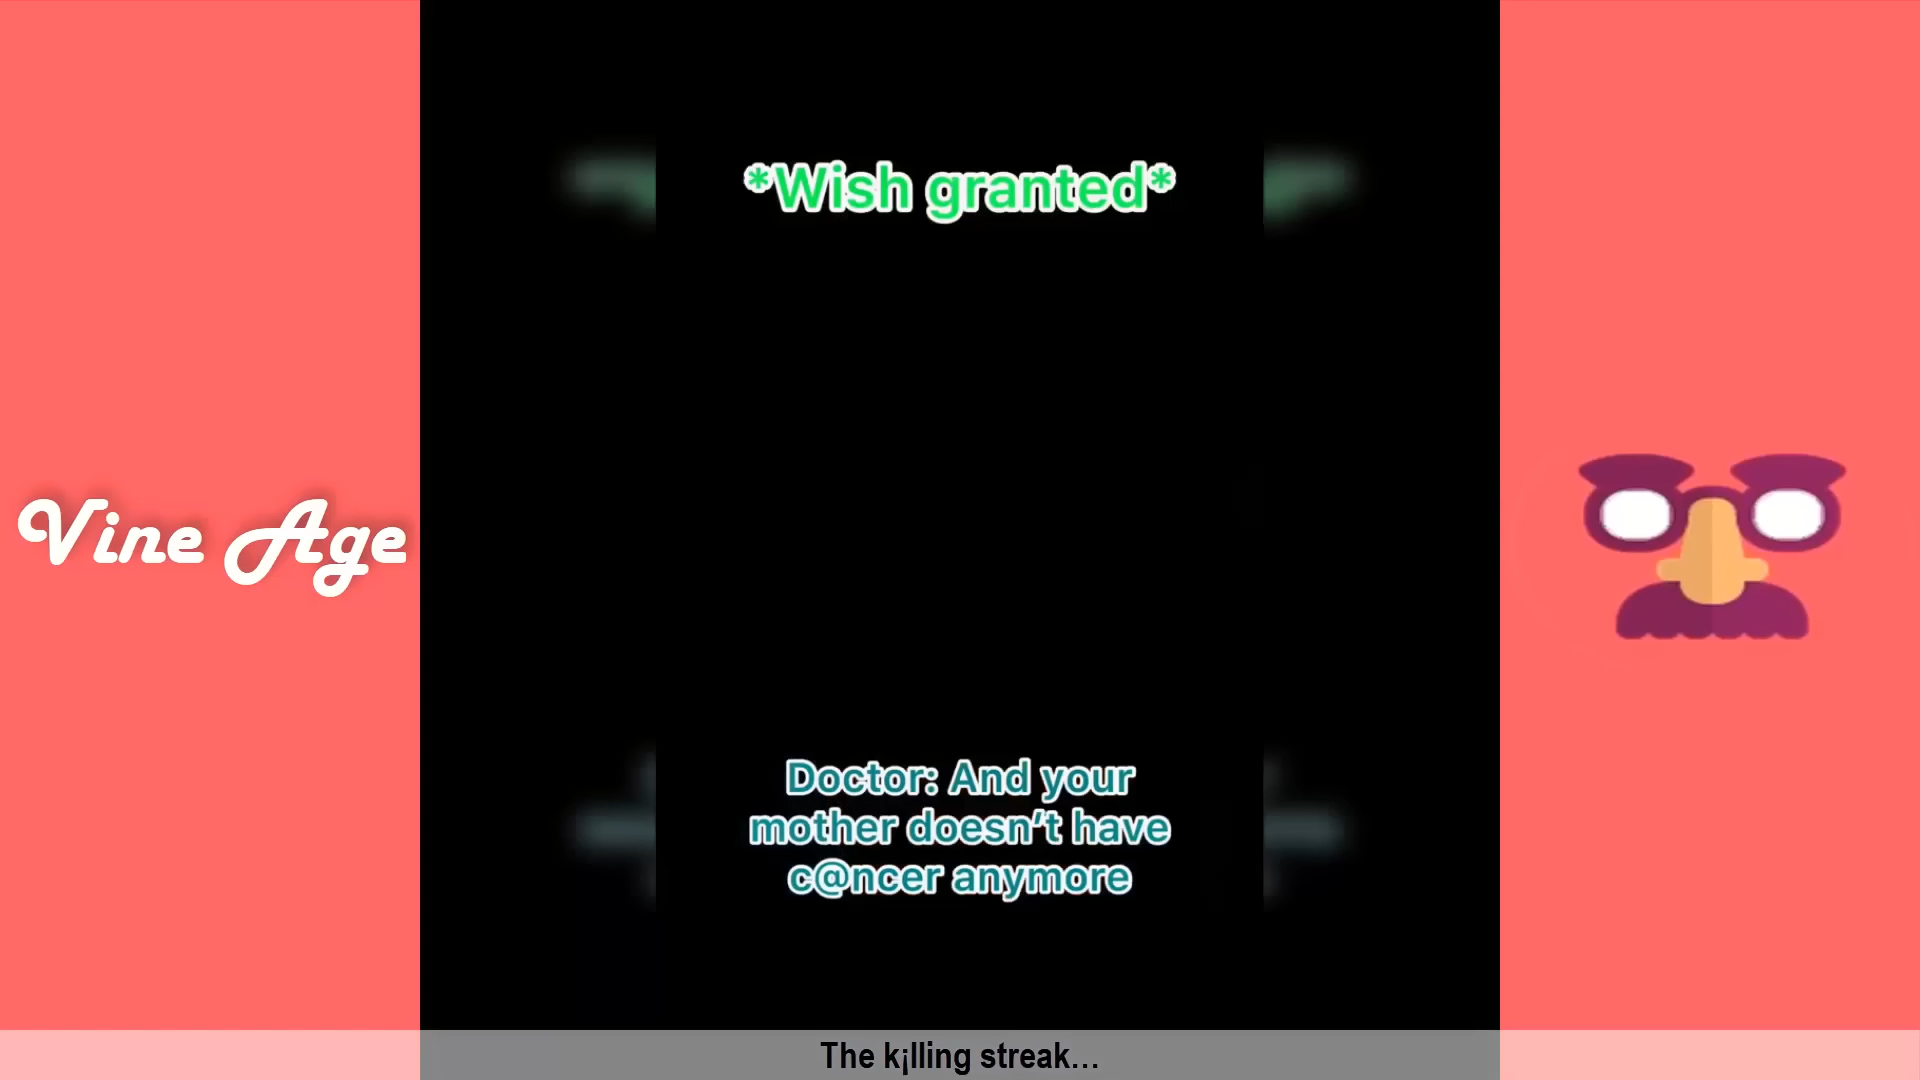 *Wish granted*
Vine Age
Doctor: And your
mother doesn't have
c@ncer anymore
The k¡lling streak...